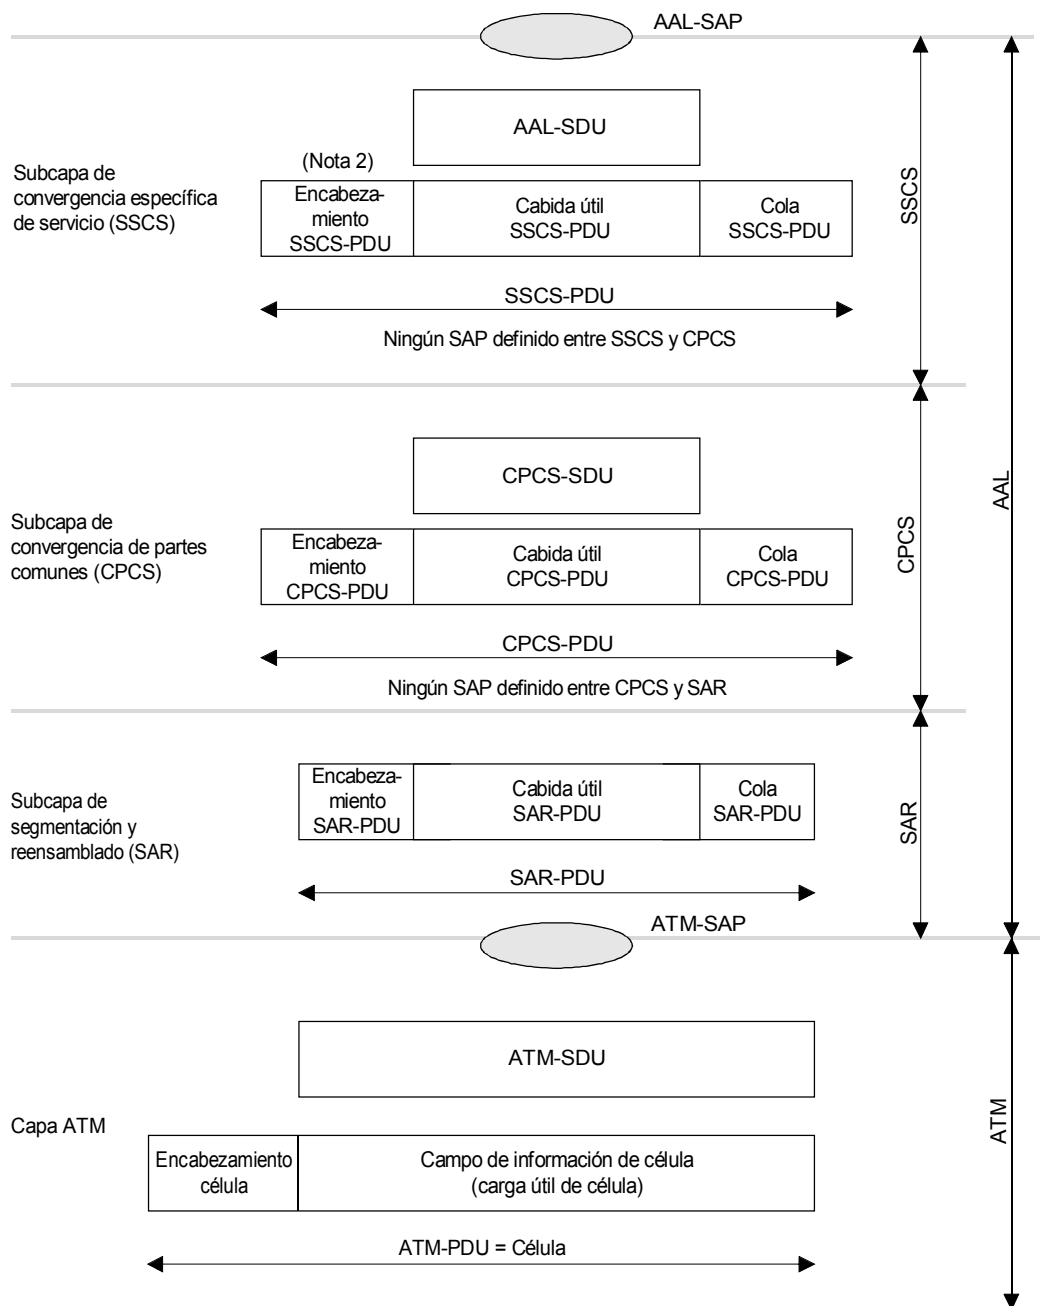 AAL-SAP
AAL-SDU
(Nota 2)
Subcapa de
convergencia específica
de servicio (SSCS)
Encabeza-
miento
SSCS-PDU
Cabida útil
SSCS-PDU
Cola
SSCS-PDU
SSCS
SSCS-PDU
Ningún SAP definido entre SSCS y CPCS
CPCS-SDU
AAL
Subcapa de
convergencia de partes
comunes (CPCS)
Encabeza-
miento
CPCS-PDU
Cabida útil
CPCS-PDU
Cola
CPCS-PDU
CPCS
CPCS-PDU
Ningún SAP definido entre CPCS y SAR
Subcapa de
segmentación y
reensamblado (SAR)
Encabeza-
miento
SAR-PDU
Cabida útil
SAR-PDU
Cola
SAR-PDU
SAR
SAR-PDU
ATM-SAP
ATM-SDU
Capa ATM
ATM
Encabezamiento
célula
Campo de información de célula
(carga útil de célula)
ATM-PDU = Célula